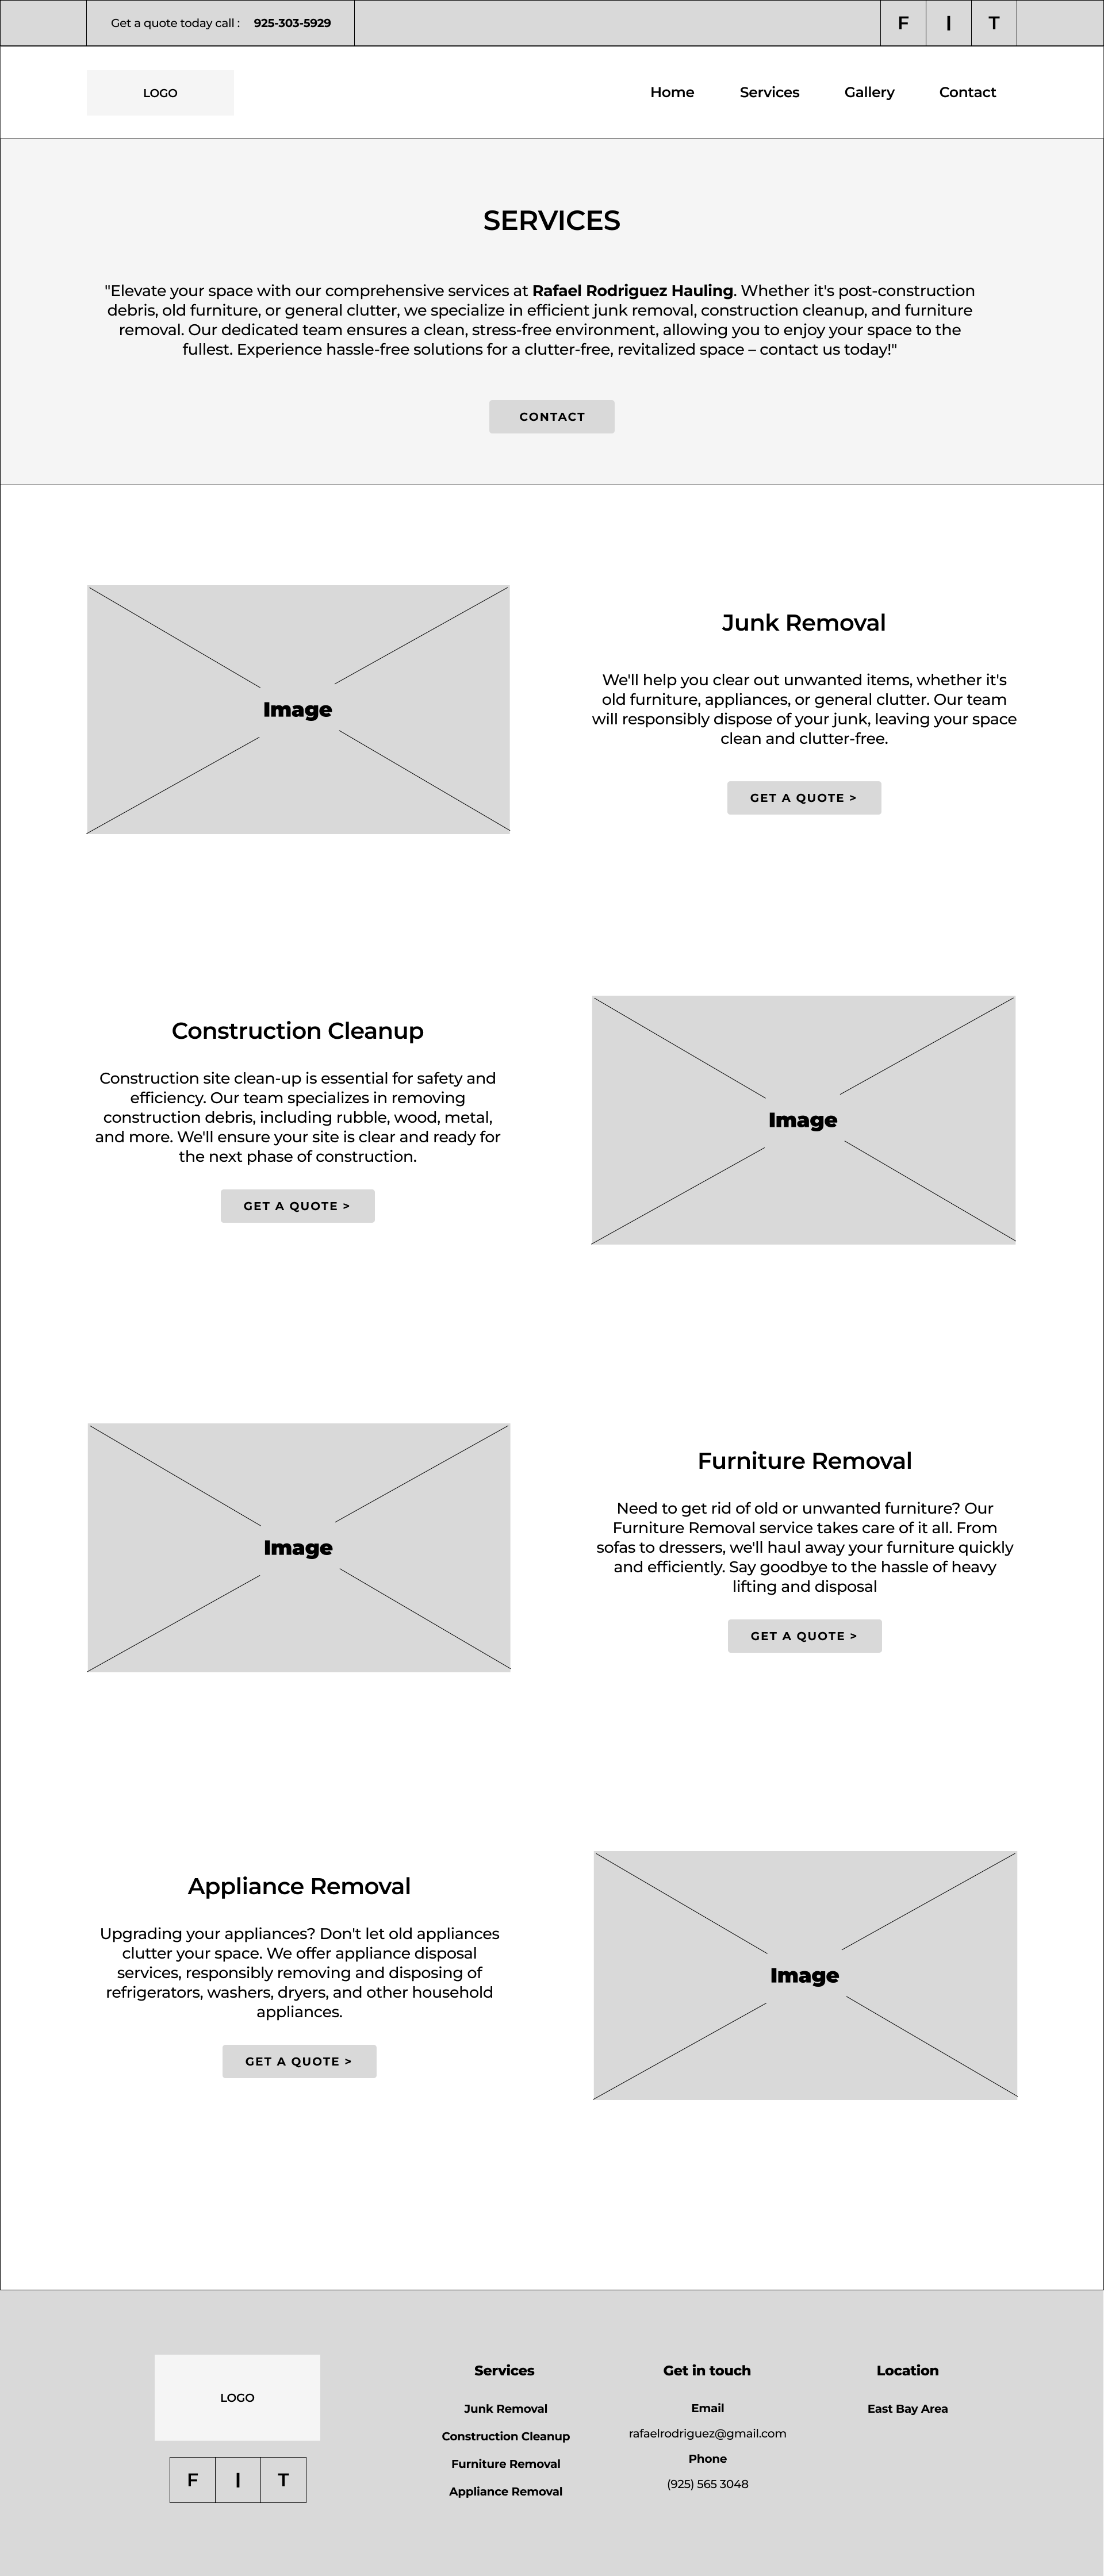 Get a quote today call : 925-303-5929
F I T
LOGO
Home Services Gallery Contact
SERVICES
"Elevate your space with our comprehensive services at Rafael Rodriguez Hauling. Whether it's post-construction
debris, old furniture, or general clutter, we specialize in efficient junk removal, construction cleanup, and furniture
removal. Our dedicated team ensures a clean, stress-free environment, allowing you to enjoy your space to the
fullest. Experience hassle-free solutions for a clutter-free, revitalized space – contact us today!"
CONTACT
Image
Junk Removal
We'll help you clear out unwanted items, whether it's
old furniture, appliances, or general clutter. Our team
will responsibly dispose of your junk, leaving your space
clean and clutter-free.
GET A QUOTE >
Construction Cleanup
Construction site clean-up is essential for safety and
efficiency. Our team specializes in removing
construction debris, including rubble, wood, metal,
and more. We'll ensure your site is clear and ready for
the next phase of construction.
GET A QUOTE >
Image
Image
Furniture Removal
Need to get rid of old or unwanted furniture? Our
Furniture Removal service takes care of it all. From
sofas to dressers, we'll haul away your furniture quickly
and efficiently. Say goodbye to the hassle of heavy
lifting and disposal
GET A QUOTE >
Appliance Removal
Upgrading your appliances? Don't let old appliances
clutter your space. We offer appliance disposal
services, responsibly removing and disposing of
refrigerators, washers, dryers, and other household
appliances.
GET A QUOTE >
Image
LOGO
F I T
Services
Junk Removal
Construction Cleanup
Furniture Removal
Appliance Removal
Get in touch
Email
rafaelrodriguez@gmail.com
Phone
(925) 565 3048
Location
East Bay Area